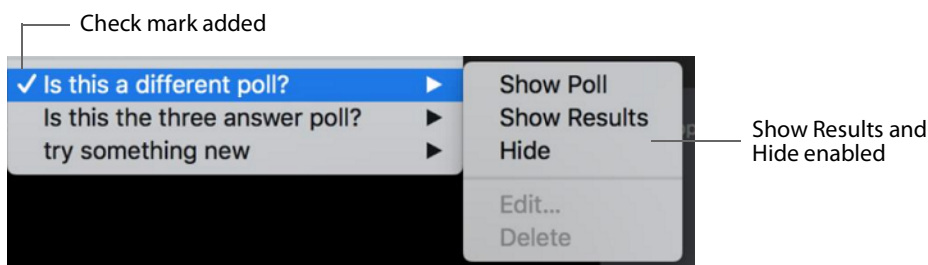 Check mark added
✓ Is this a different poll? ▶
Is this the three answer poll? ▶
try something new ▶
Show Poll
Show Results
Hide
Edit...
Delete
Show Results and
Hide enabled